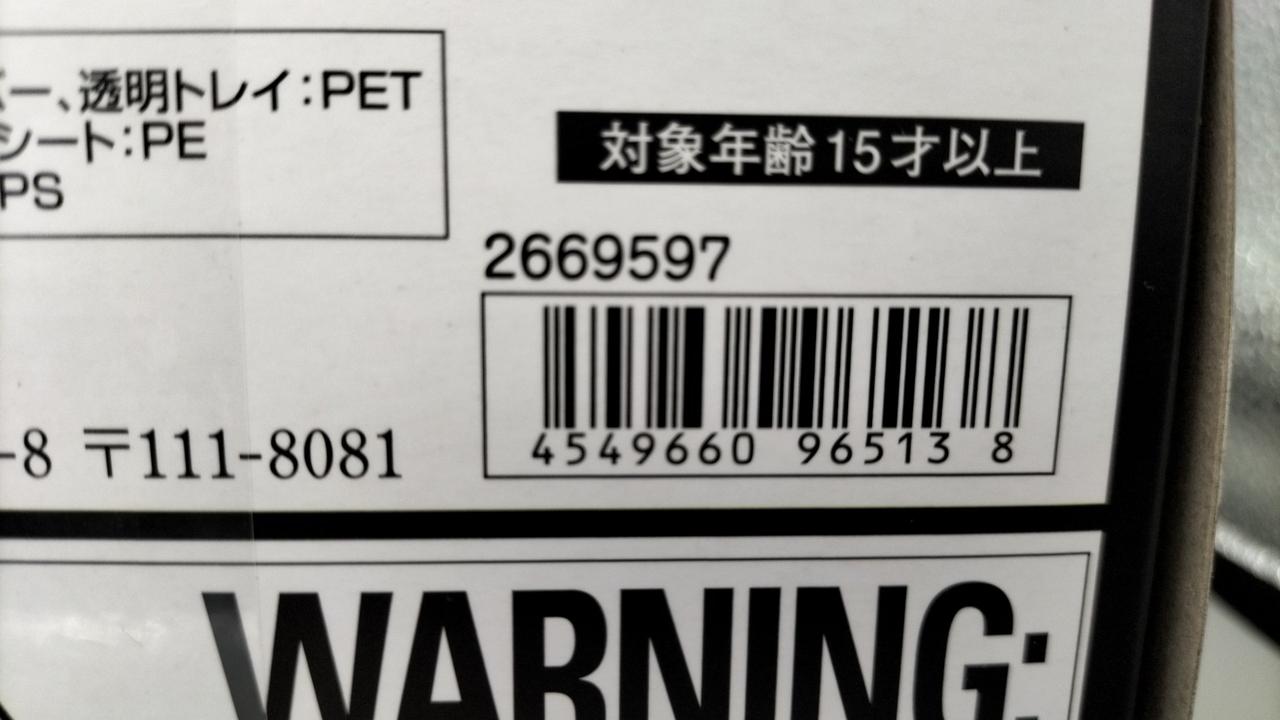 ー、透明トレイ:PET
シート:PE
PS
対象年齢15才以上
2669597
4549660 96513 8
-8 〒111-8081
WARNING: